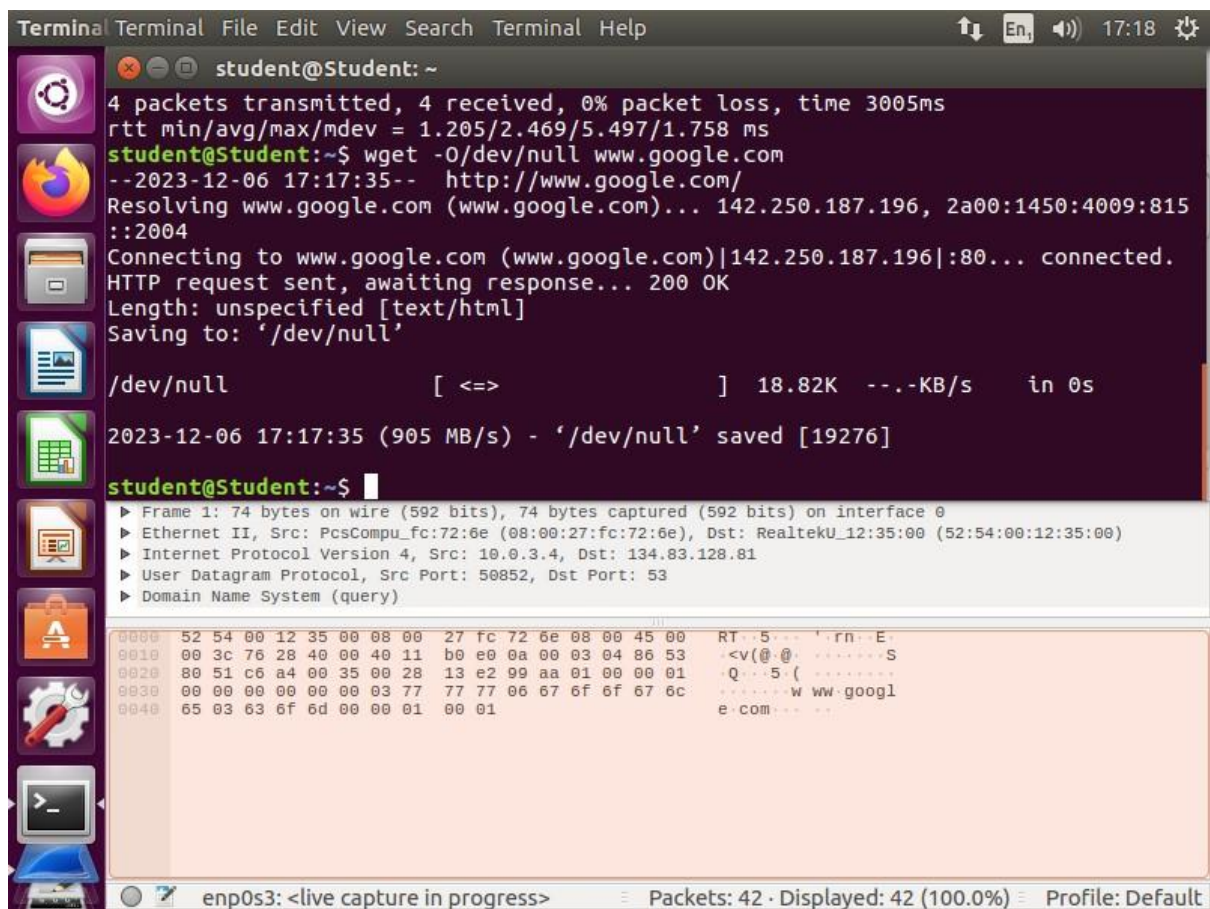 Terminal Terminal File Edit View Search Terminal Help En1 17:18
student@Student: ~
4 packets transmitted, 4 received, 0% packet loss, time 3005ms
rtt min/avg/max/mdev = 1.205/2.469/5.497/1.758 ms
student@Student:~$ wget -O/dev/null www.google.com
--2023-12-06 17:17:35--  http://www.google.com/
Resolving www.google.com (www.google.com)... 142.250.187.196, 2a00:1450:4009:815
::2004
Connecting to www.google.com (www.google.com)|142.250.187.196|:80... connected.
HTTP request sent, awaiting response... 200 OK
Length: unspecified [text/html]
Saving to: ‘/dev/null’
/dev/null [ <=> ] 18.82K --.-KB/s in 0s
2023-12-06 17:17:35 (905 MB/s) - ‘/dev/null’ saved [19276]
student@Student:~$
Frame 1: 74 bytes on wire (592 bits), 74 bytes captured (592 bits) on interface 0
Ethernet II, Src: PcsCompu_fc:72:6e (08:00:27:fc:72:6e), Dst: RealtekU_12:35:00 (52:54:00:12:35:00)
Internet Protocol Version 4, Src: 10.0.3.4, Dst: 134.83.128.81
User Datagram Protocol, Src Port: 50852, Dst Port: 53
Domain Name System (query)
0000 52 54 00 12 35 00 08 00 27 fc 72 6e 08 00 45 00 RT··5··· '·rn··E·
0010 00 3c 76 28 40 00 40 11 b0 e0 0a 00 03 04 86 53 ·<v(@·@· ·······S
0020 80 51 c6 a4 00 35 00 28 13 e2 99 aa 01 00 00 01 ·Q···5·( ········
0030 00 00 00 00 00 00 03 77 77 77 06 67 6f 6f 67 6c ·······w ww·googl
0040 65 03 63 6f 6d 00 00 01 00 01 e·com··· ··
enp0s3: <live capture in progress> Packets: 42 · Displayed: 42 (100.0%) Profile: Default